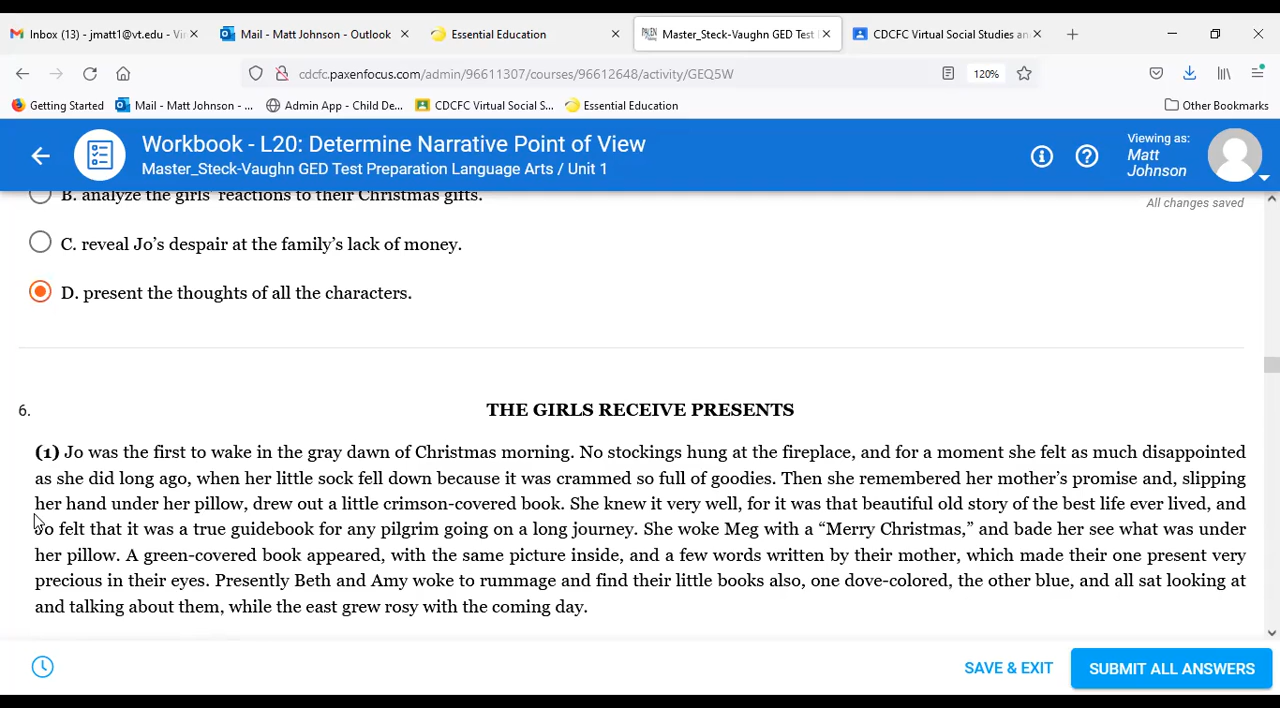 Inbox (13) - jmatt1@vt.edu - Vir
Mail - Matt Johnson - Outlook
Essential Education
Master_Steck-Vaughn GED Test
CDCFC Virtual Social Studies an
cdcfc.paxenfocus.com/admin/96611307/courses/96612648/activity/GEQ5W
120%
Getting Started
Mail - Matt Johnson - ...
Admin App - Child De...
CDCFC Virtual Social S...
Essential Education
Other Bookmarks
Workbook - L20: Determine Narrative Point of View
Master_Steck-Vaughn GED Test Preparation Language Arts / Unit 1
Viewing as:
Matt
Johnson
B. analyze the girls' reactions to their Christmas gifts.
All changes saved
C. reveal Jo's despair at the family's lack of money.
D. present the thoughts of all the characters.
6.
THE GIRLS RECEIVE PRESENTS
(1) Jo was the first to wake in the gray dawn of Christmas morning. No stockings hung at the fireplace, and for a moment she felt as much disappointed
as she did long ago, when her little sock fell down because it was crammed so full of goodies. Then she remembered her mother's promise and, slipping
her hand under her pillow, drew out a little crimson-covered book. She knew it very well, for it was that beautiful old story of the best life ever lived, and
Jo felt that it was a true guidebook for any pilgrim going on a long journey. She woke Meg with a “Merry Christmas,” and bade her see what was under
her pillow. A green-covered book appeared, with the same picture inside, and a few words written by their mother, which made their one present very
precious in their eyes. Presently Beth and Amy woke to rummage and find their little books also, one dove-colored, the other blue, and all sat looking at
and talking about them, while the east grew rosy with the coming day.
SAVE & EXIT
SUBMIT ALL ANSWERS